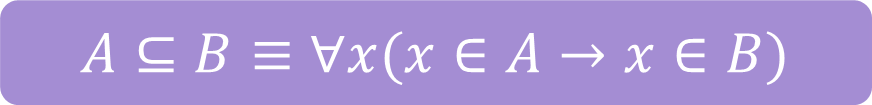 A ⊆ B ≡ ∀x(x ∈ A → x ∈ B)